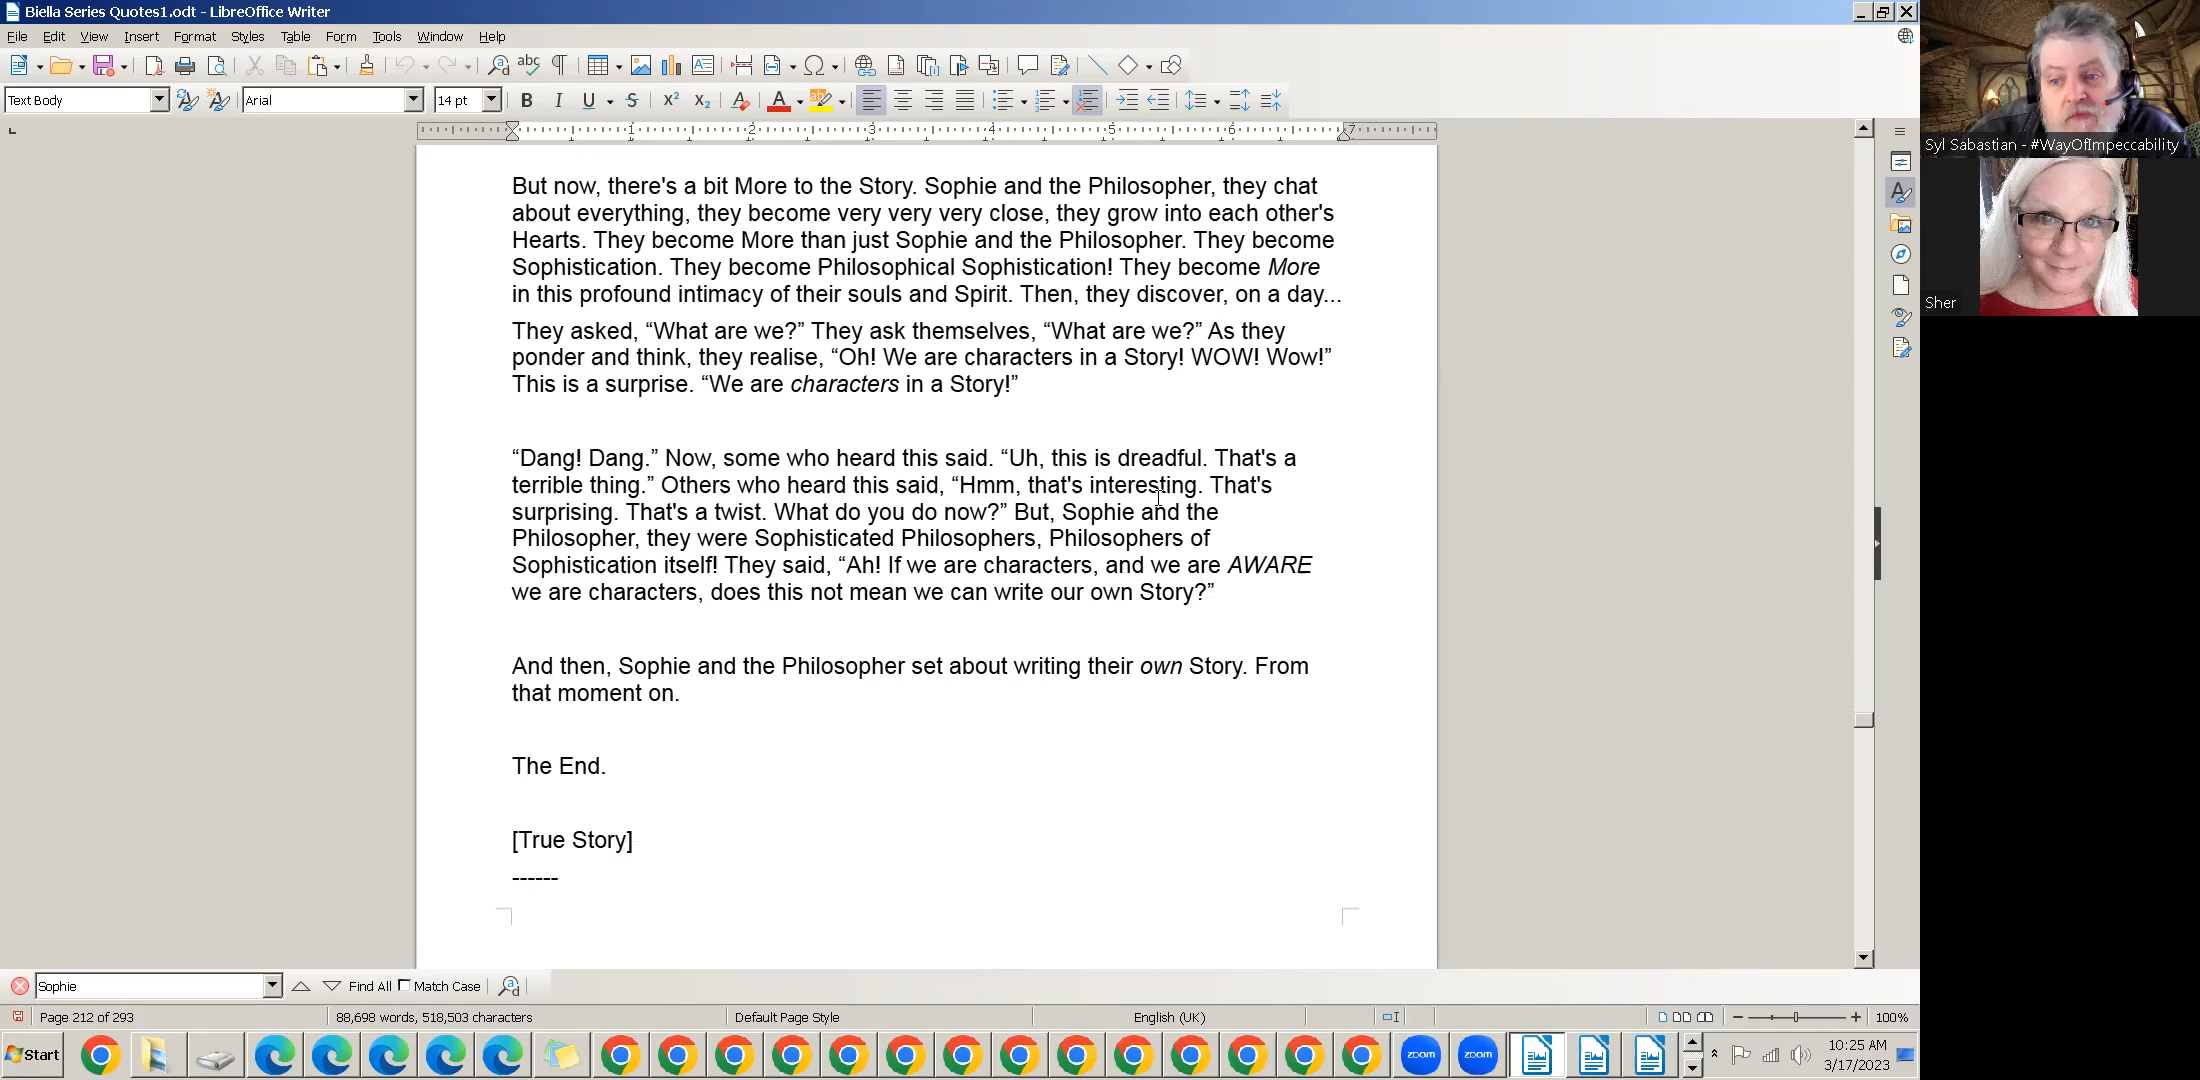 Biella Series Quotes1.odt - LibreOffice Writer
File Edit View Insert Format Styles Table Form Tools Window Help
Text Body Arial 14 pt
1 2 3 4 5 6 7
But now, there's a bit More to the Story. Sophie and the Philosopher, they chat
about everything, they become very very very close, they grow into each other's
Hearts. They become More than just Sophie and the Philosopher. They become
Sophistication. They become Philosophical Sophistication! They become More
in this profound intimacy of their souls and Spirit. Then, they discover, on a day...
They asked, “What are we?” They ask themselves, “What are we?” As they
ponder and think, they realise, “Oh! We are characters in a Story! WOW! Wow!”
This is a surprise. “We are characters in a Story!”
“Dang! Dang.” Now, some who heard this said. “Uh, this is dreadful. That's a
terrible thing.” Others who heard this said, “Hmm, that's interesting. That's
surprising. That's a twist. What do you do now?” But, Sophie and the
Philosopher, they were Sophisticated Philosophers, Philosophers of
Sophistication itself! They said, “Ah! If we are characters, and we are AWARE
we are characters, does this not mean we can write our own Story?”
And then, Sophie and the Philosopher set about writing their own Story. From
that moment on.
The End.
[True Story]
------
Syl Sabastian - #WayOfImpeccability
Sher
Sophie Find All Match Case
Page 212 of 293 88,698 words, 518,503 characters Default Page Style English (UK) 100%
Start zoom zoom 10:25 AM
3/17/2023